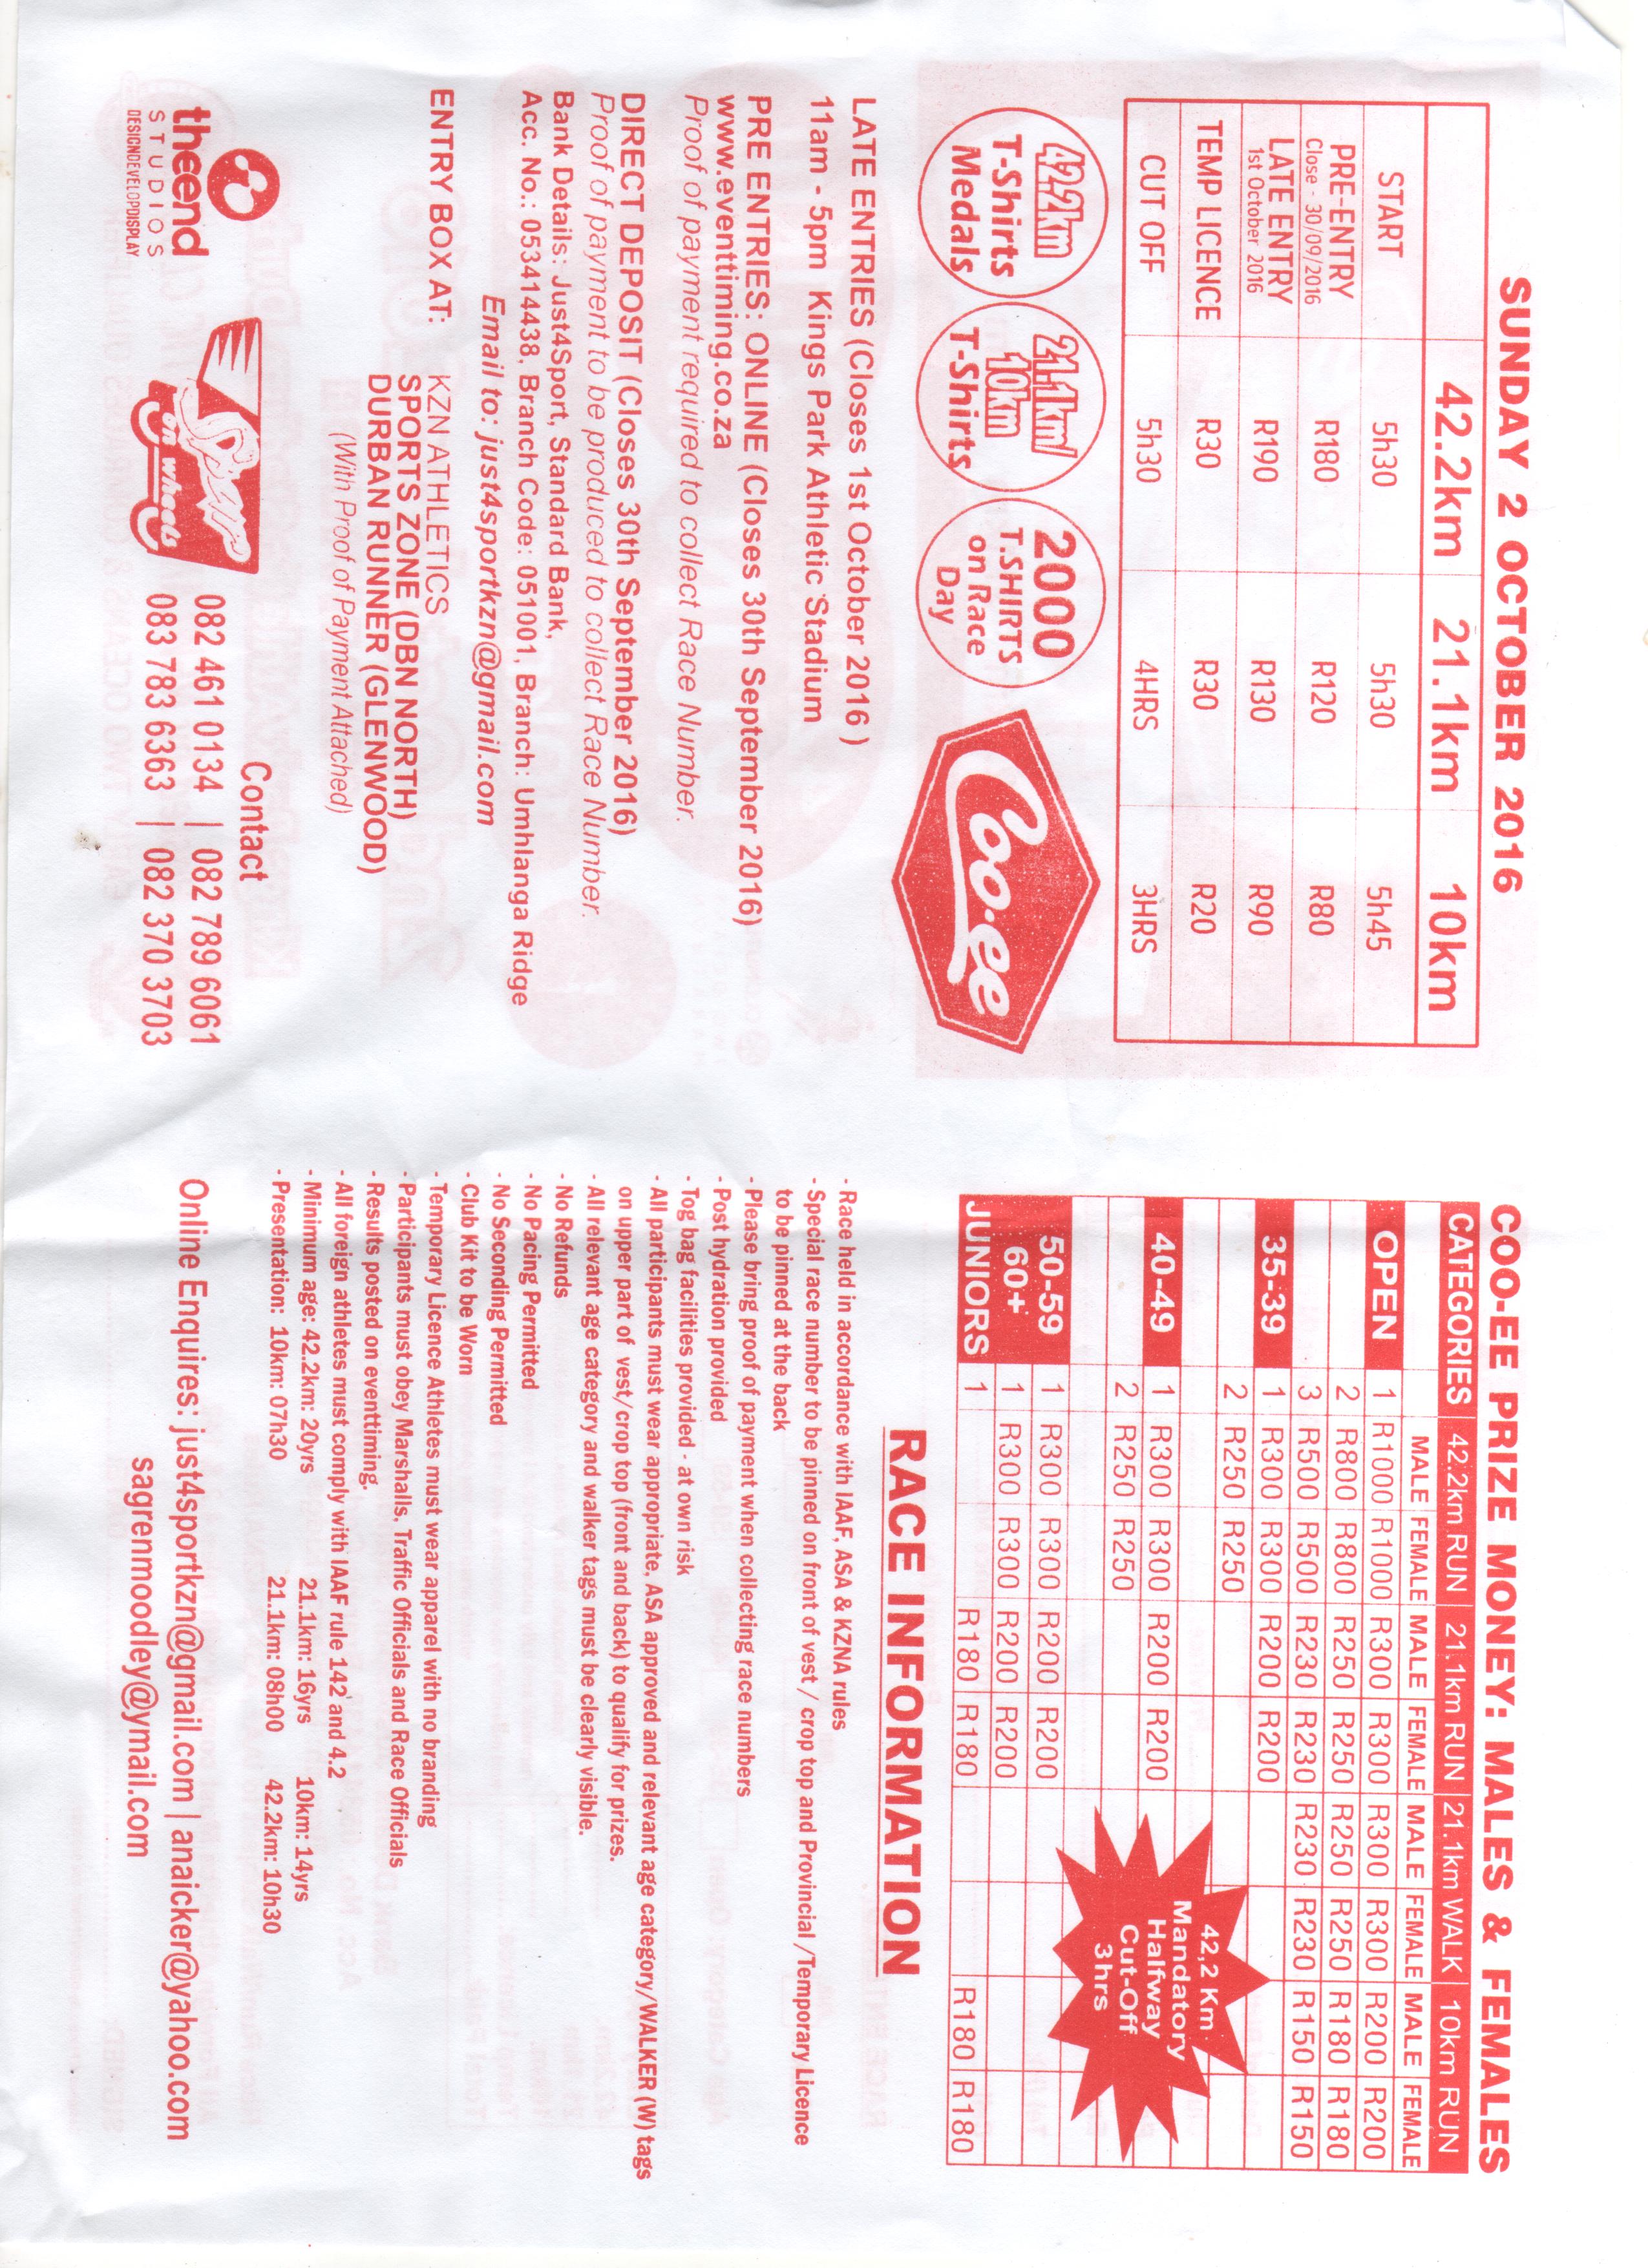 SUNDAY 2 OCTOBER 2016
42.2km 21.1km 10km
START 5h30 5h30 5h45
PRE-ENTRY R180 R120 R80
Close - 30/09/2016
LATE ENTRY R190 R130 R90
1st October 2016
TEMP LICENCE R30 R30 R20
CUT OFF 5h30 4HRS 3HRS
42.2km
T-Shirts
Medals
21.1km/
10km
T-Shirts
2000
T.SHIRTS
on Race
Day
Coo-ee
LATE ENTRIES (Closes 1st October 2016 )
11am - 5pm Kings Park Athletic Stadium
PRE ENTRIES: ONLINE (Closes 30th September 2016)
www.eventtiming.co.za
Proof of payment required to collect Race Number.
DIRECT DEPOSIT (Closes 30th September 2016)
Proof of payment to be produced to collect Race Number.
Bank Details: Just4Sport, Standard Bank,
Acc. No.: 053414438, Branch Code: 051001, Branch: Umhlanga Ridge
Email to: just4sportkzn@gmail.com
ENTRY BOX AT: KZN ATHLETICS
SPORTS ZONE (DBN NORTH)
DURBAN RUNNER (GLENWOOD)
(With Proof of Payment Attached)
theend
STUDIOS
DESIGNDEVELOPDISPLAY
Spar
on wheels
Contact
082 461 0134 | 082 789 6061
083 783 6363 | 082 370 3703
COO-EE PRIZE MONEY: MALES & FEMALES
CATEGORIES 42.2km RUN 21.1km RUN 21.1km WALK 10km RUN
MALE FEMALE MALE FEMALE MALE FEMALE MALE FEMALE
OPEN 1 R1000 R1000 R300 R300 R300 R300 R200 R200
2 R800 R800 R250 R250 R250 R250 R180 R180
3 R500 R500 R230 R230 R230 R230 R150 R150
35-39 1 R300 R300 R200 R200
2 R250 R250
40-49 1 R300 R300 R200 R200
2 R250 R250
50-59 1 R300 R300 R200 R200
60+ 1 R300 R300 R200 R200
JUNIORS 1 R180 R180 R180 R180
42,2 Km
Mandatory
Halfway
Cut-Off
3hrs
RACE INFORMATION
- Race held in accordance with IAAF, ASA & KZNA rules
- Special race number to be pinned on front of vest / crop top and Provincial /Temporary Licence
to be pinned at the back
- Please bring proof of payment when collecting race numbers
- Post hydration provided
- Tog bag facilities provided - at own risk
- All participants must wear appropriate, ASA approved and relevant age category/WALKER (W) tags
on upper part of vest/crop top (front and back) to qualify for prizes.
- All relevant age category and walker tags must be clearly visible.
- No Refunds
- No Pacing Permitted
- No Seconding Permitted
- Club Kit to be Worn
- Temporary Licence Athletes must wear apparel with no branding
- Participants must obey Marshalls, Traffic Officials and Race Officials
- Results posted on eventtiming.
- All foreign athletes must comply with IAAF rule 142 and 4.2
- Minimum age: 42.2km: 20yrs 21.1km: 16yrs 10km: 14yrs
- Presentation: 10km: 07h30 21.1km: 08h00 42.2km: 10h30
Online Enquires: just4sportkzn@gmail.com | anaicker@yahoo.com
sagrenmoodley@ymail.com